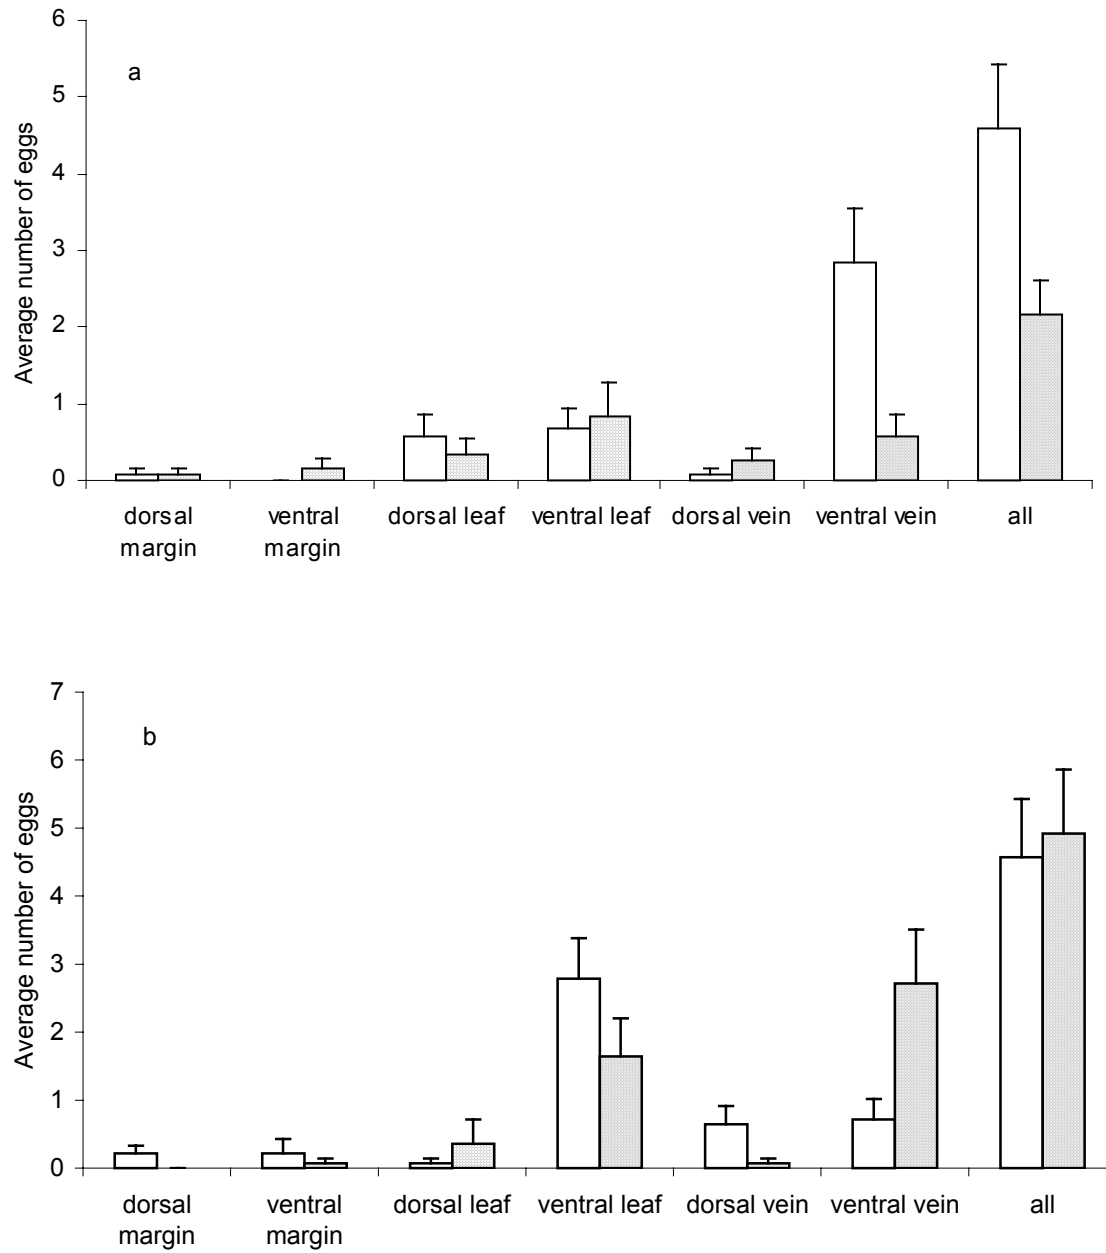 6
a
5
4
3
2
1
0
Average number of eggs
dorsal margin
ventral margin
dorsal leaf
ventral leaf
dorsal vein
ventral vein
all
7
b
6
5
4
3
2
1
0
Average number of eggs
dorsal margin
ventral margin
dorsal leaf
ventral leaf
dorsal vein
ventral vein
all